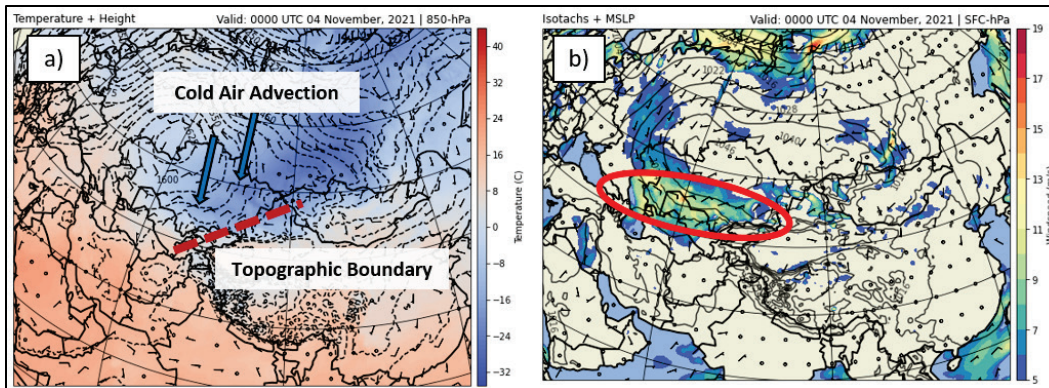 Temperature + Height
Valid: 0000 UTC 04 November, 2021 | 850-hPa
a)
Cold Air Advection
1600
Topographic Boundary
40
32
24
16
8
0
-8
-16
-24
-32
Temperature (C)
Isotachs + MSLP
Valid: 0000 UTC 04 November, 2021 | SFC-hPa
b)
1022
1028
1040
1046
19
17
15
13
11
9
7
5